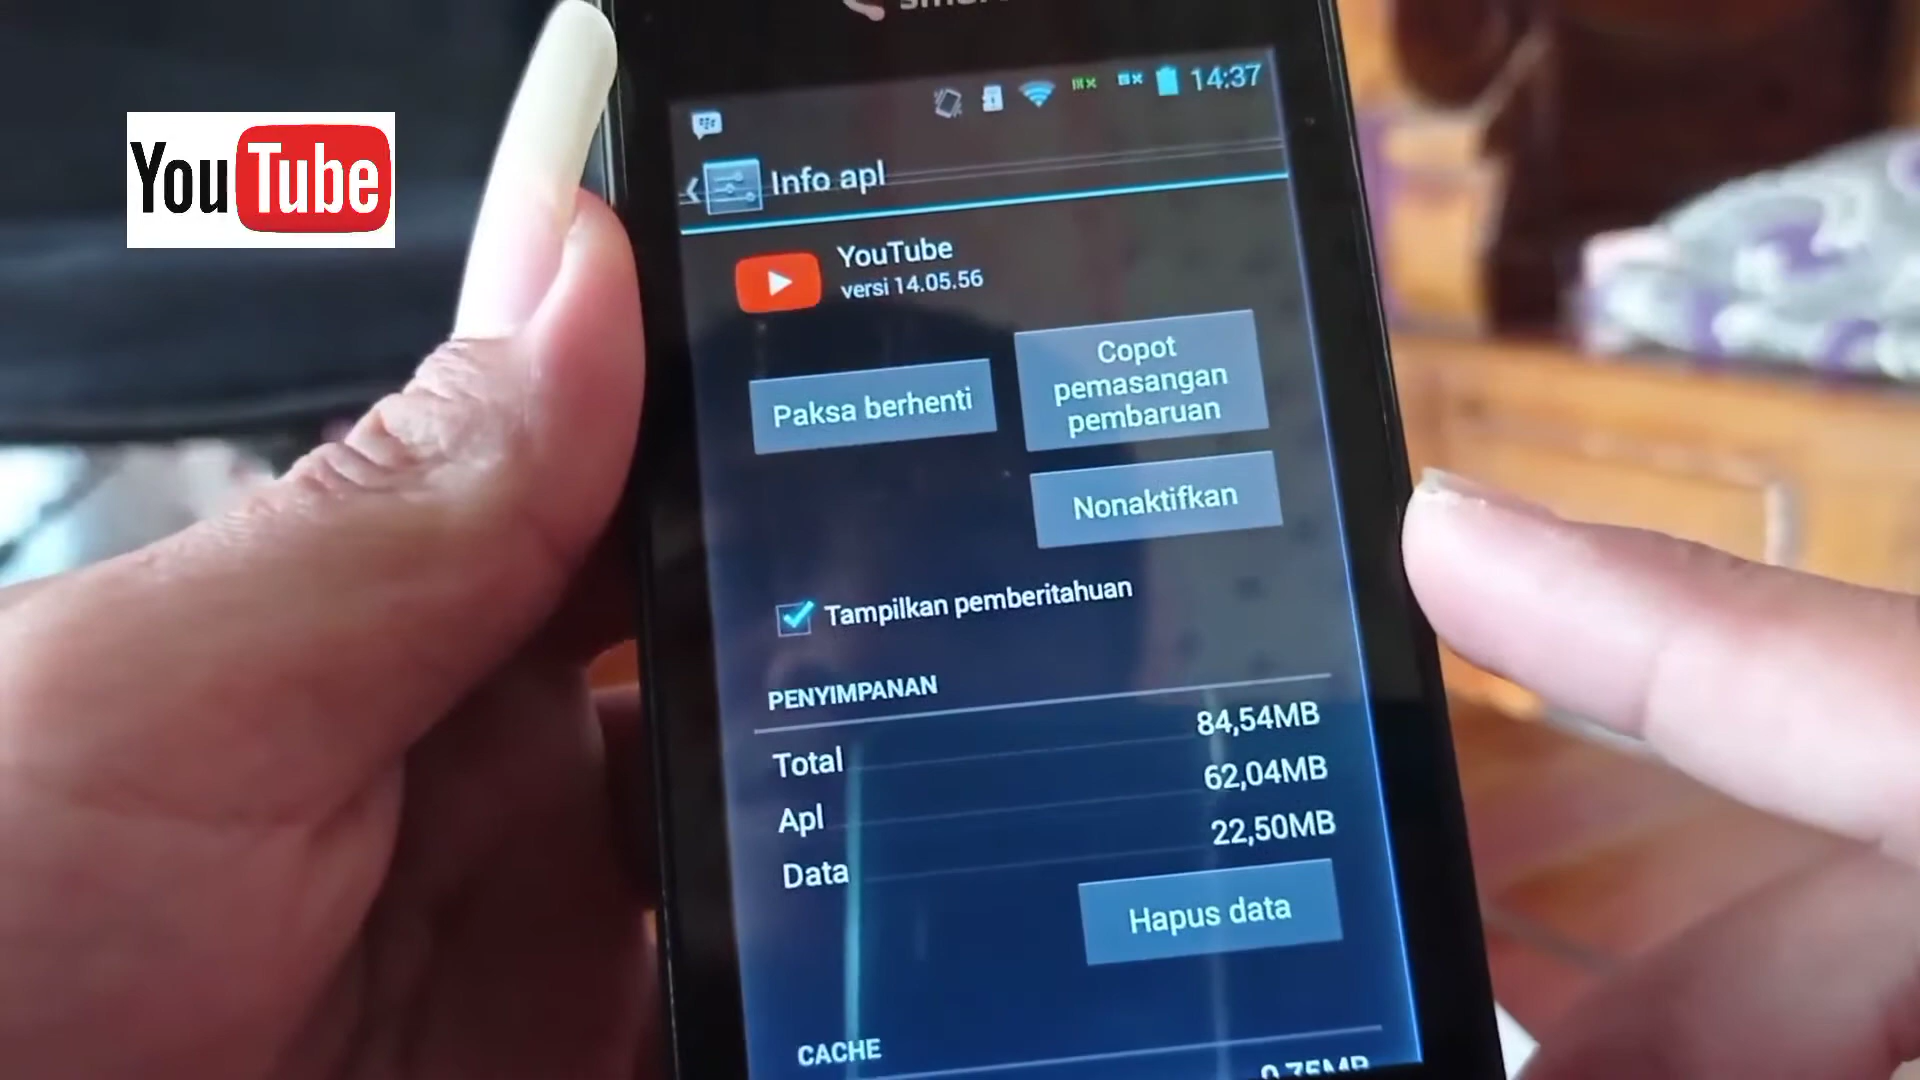 14:37
Info apl
YouTube
YouTube
versi 14.05.56
Copot
pemasangan
pembaruan
Paksa berhenti
Nonaktifkan
Tampilkan pemberitahuan
PENYIMPANAN
Total 84,54MB
Apl 62,04MB
Data 22,50MB
Hapus data
CACHE